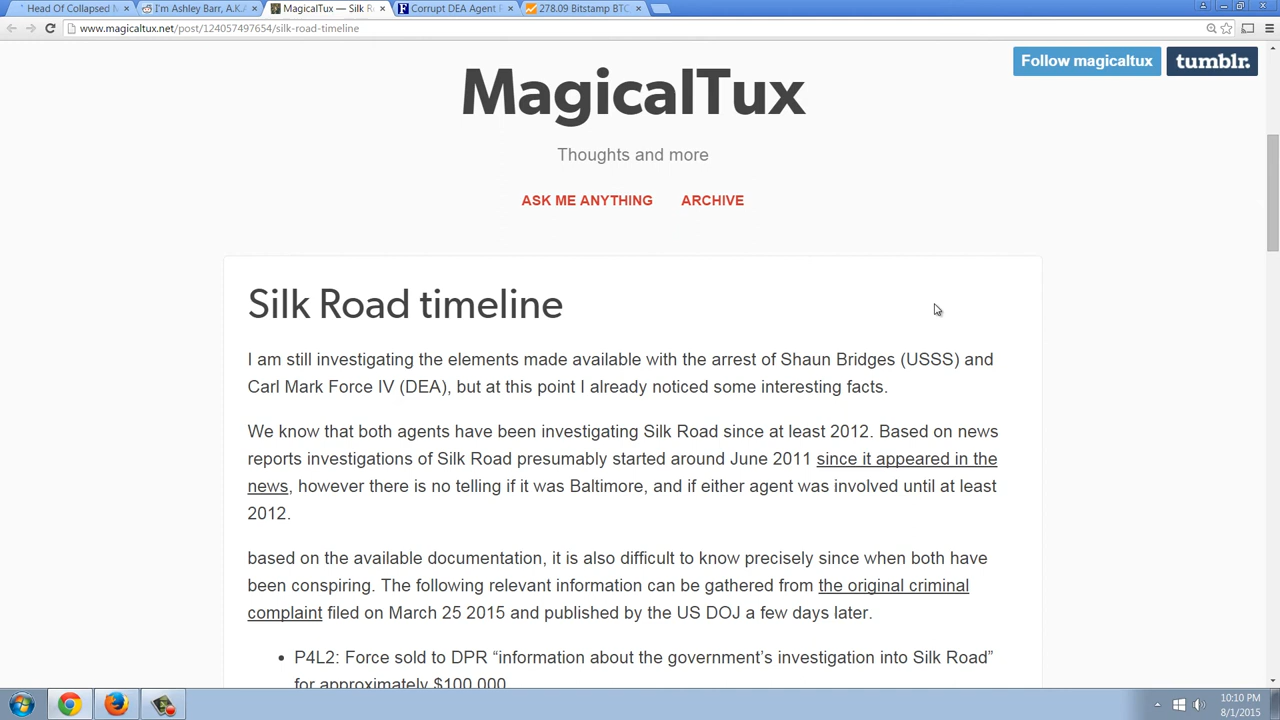 Head Of Collapsed M
I'm Ashley Barr, A.K.A
MagicalTux — Silk R
Corrupt DEA Agent P
278.09 Bitstamp BTC
www.magicaltux.net/post/124057497654/silk-road-timeline
Follow magicaltux
tumblr.
MagicalTux
Thoughts and more
ASK ME ANYTHING
ARCHIVE
Silk Road timeline
I am still investigating the elements made available with the arrest of Shaun Bridges (USSS) and
Carl Mark Force IV (DEA), but at this point I already noticed some interesting facts.
We know that both agents have been investigating Silk Road since at least 2012. Based on news
reports investigations of Silk Road presumably started around June 2011 since it appeared in the
news, however there is no telling if it was Baltimore, and if either agent was involved until at least
2012.
based on the available documentation, it is also difficult to know precisely since when both have
been conspiring. The following relevant information can be gathered from the original criminal
complaint filed on March 25 2015 and published by the US DOJ a few days later.
• P4L2: Force sold to DPR “information about the government’s investigation into Silk Road”
for approximately $100,000
10:10 PM
8/1/2015